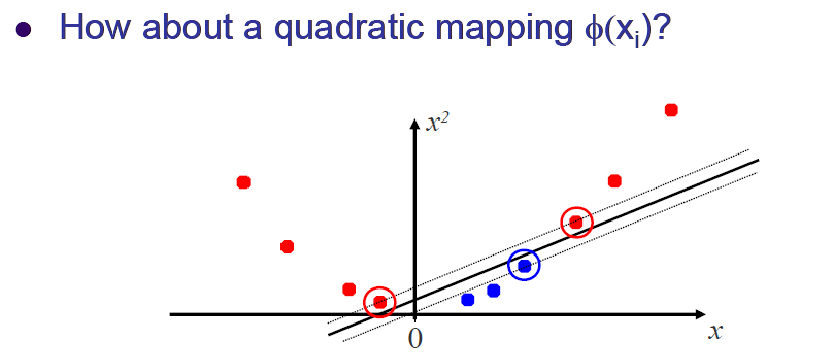 • How about a quadratic mapping ϕ(xᵢ)?
x²
0
x